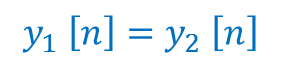 y₁ [n] = y₂ [n]